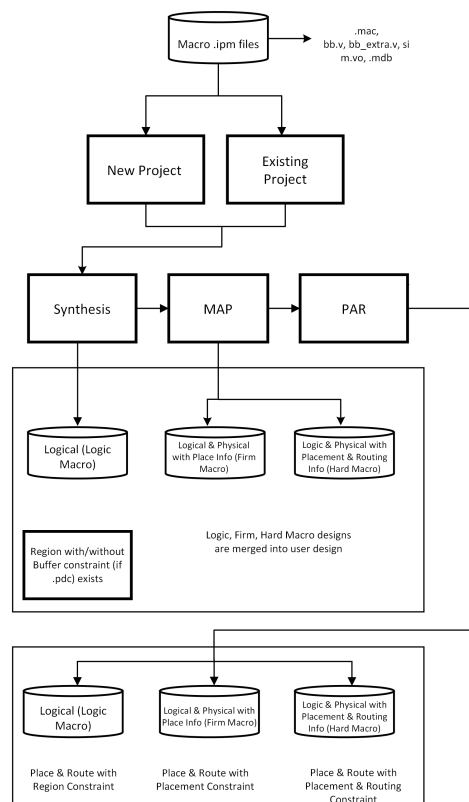 Macro .ipm files
.mac,
bb.v, bb_extra.v, si
m.vo, .mdb
New Project
Existing
Project
Synthesis
MAP
PAR
Logical (Logic
Macro)
Logical & Physical
with Place Info (Firm
Macro)
Logic & Physical with
Placement & Routing
Info (Hard Macro)
Region with/without
Buffer constraint (if
.pdc) exists
Logic, Firm, Hard Macro designs
are merged into user design
Logical (Logic
Macro)
Logical & Physical with
Place Info (Firm Macro)
Logic & Physical with
Placement & Routing
Info (Hard Macro)
Place & Route with
Region Constraint
Place & Route with
Placement Constraint
Place & Route with
Placement & Routing
Constraint